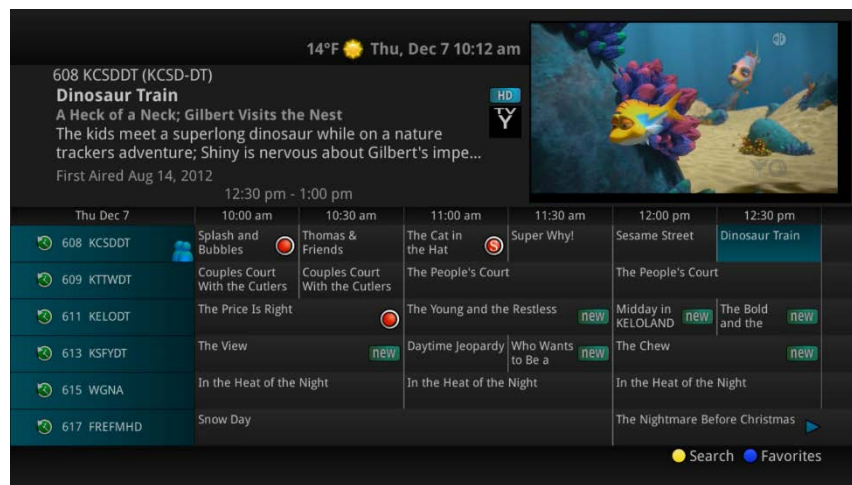 14°F Thu, Dec 7 10:12 am
608 KCSDDT (KCSD-
DT)
Dinosaur Train
HD
A Heck of a Neck; Gilbert Visits the Nest
TV
Y
The kids meet a superlong dinosaur while on a nature
trackers adventure; Shiny is nervous about Gilbert's impe...
First Aired Aug 14, 2012
12:30 pm - 1:00 pm
Thu Dec 7 10:00 am 10:30 am 11:00 am 11:30 am 12:00 pm 12:30 pm
608 KCSDDT
Splash and
Bubbles
Thomas &
Friends
The Cat in
the Hat
S
Super Why!
Sesame Street
Dinosaur Train
609 KTTWDT
Couples Court
With the Cutlers
Couples Court
With the Cutlers
The People's Court
The People's Court
611 KELODT
The Price Is Right
The Young and the Restless
new
Midday in
KELOLAND
new
The Bold
and the
new
613 KSFYDT
The View
new
Daytime Jeopardy
Who Wants
to Be a
new
The Chew
new
615 WGNA
In the Heat of the Night
In the Heat of the Night
In the Heat of the Night
617 FREFMHD
Snow Day
The Nightmare Before Christmas
Search Favorites